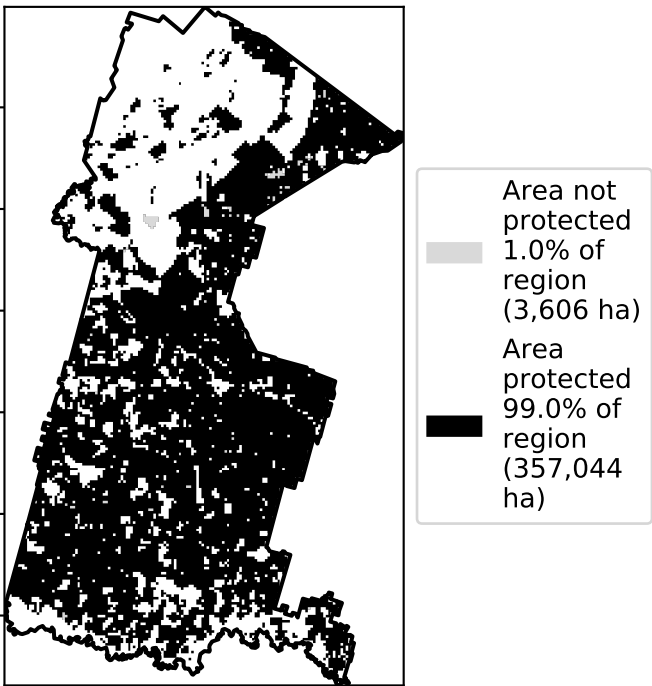 Area not
protected
1.0% of
region
(3,606 ha)
Area
protected
99.0% of
region
(357,044
ha)